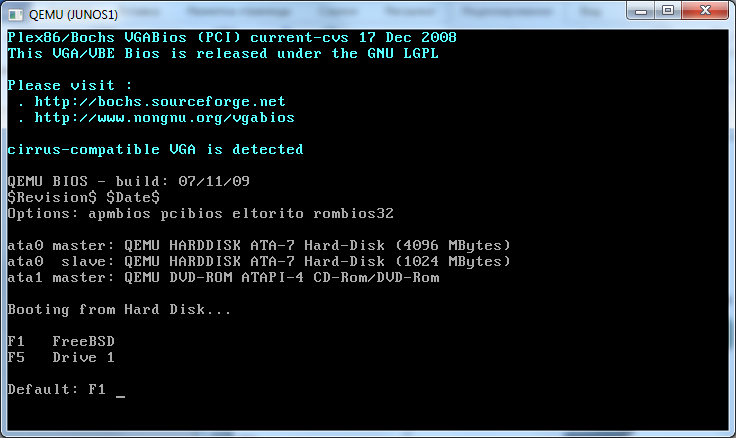 QEMU (JUNOS1)
Plex86/Bochs VGABios (PCI) current-cvs 17 Dec 2008
This VGA/VBE Bios is released under the GNU LGPL
Please visit :
. http://bochs.sourceforge.net
. http://www.nongnu.org/vgabios
cirrus-compatible VGA is detected
QEMU BIOS - build: 07/11/09
$Revision$ $Date$
Options: apmbios pcibios eltorito rombios32
ata0 master: QEMU HARDDISK ATA-7 Hard-Disk (4096 MBytes)
ata0  slave: QEMU HARDDISK ATA-7 Hard-Disk (1024 MBytes)
ata1 master: QEMU DVD-ROM ATAPI-4 CD-Rom/DVD-Rom
Booting from Hard Disk...
F1   FreeBSD
F5   Drive 1
Default: F1 _